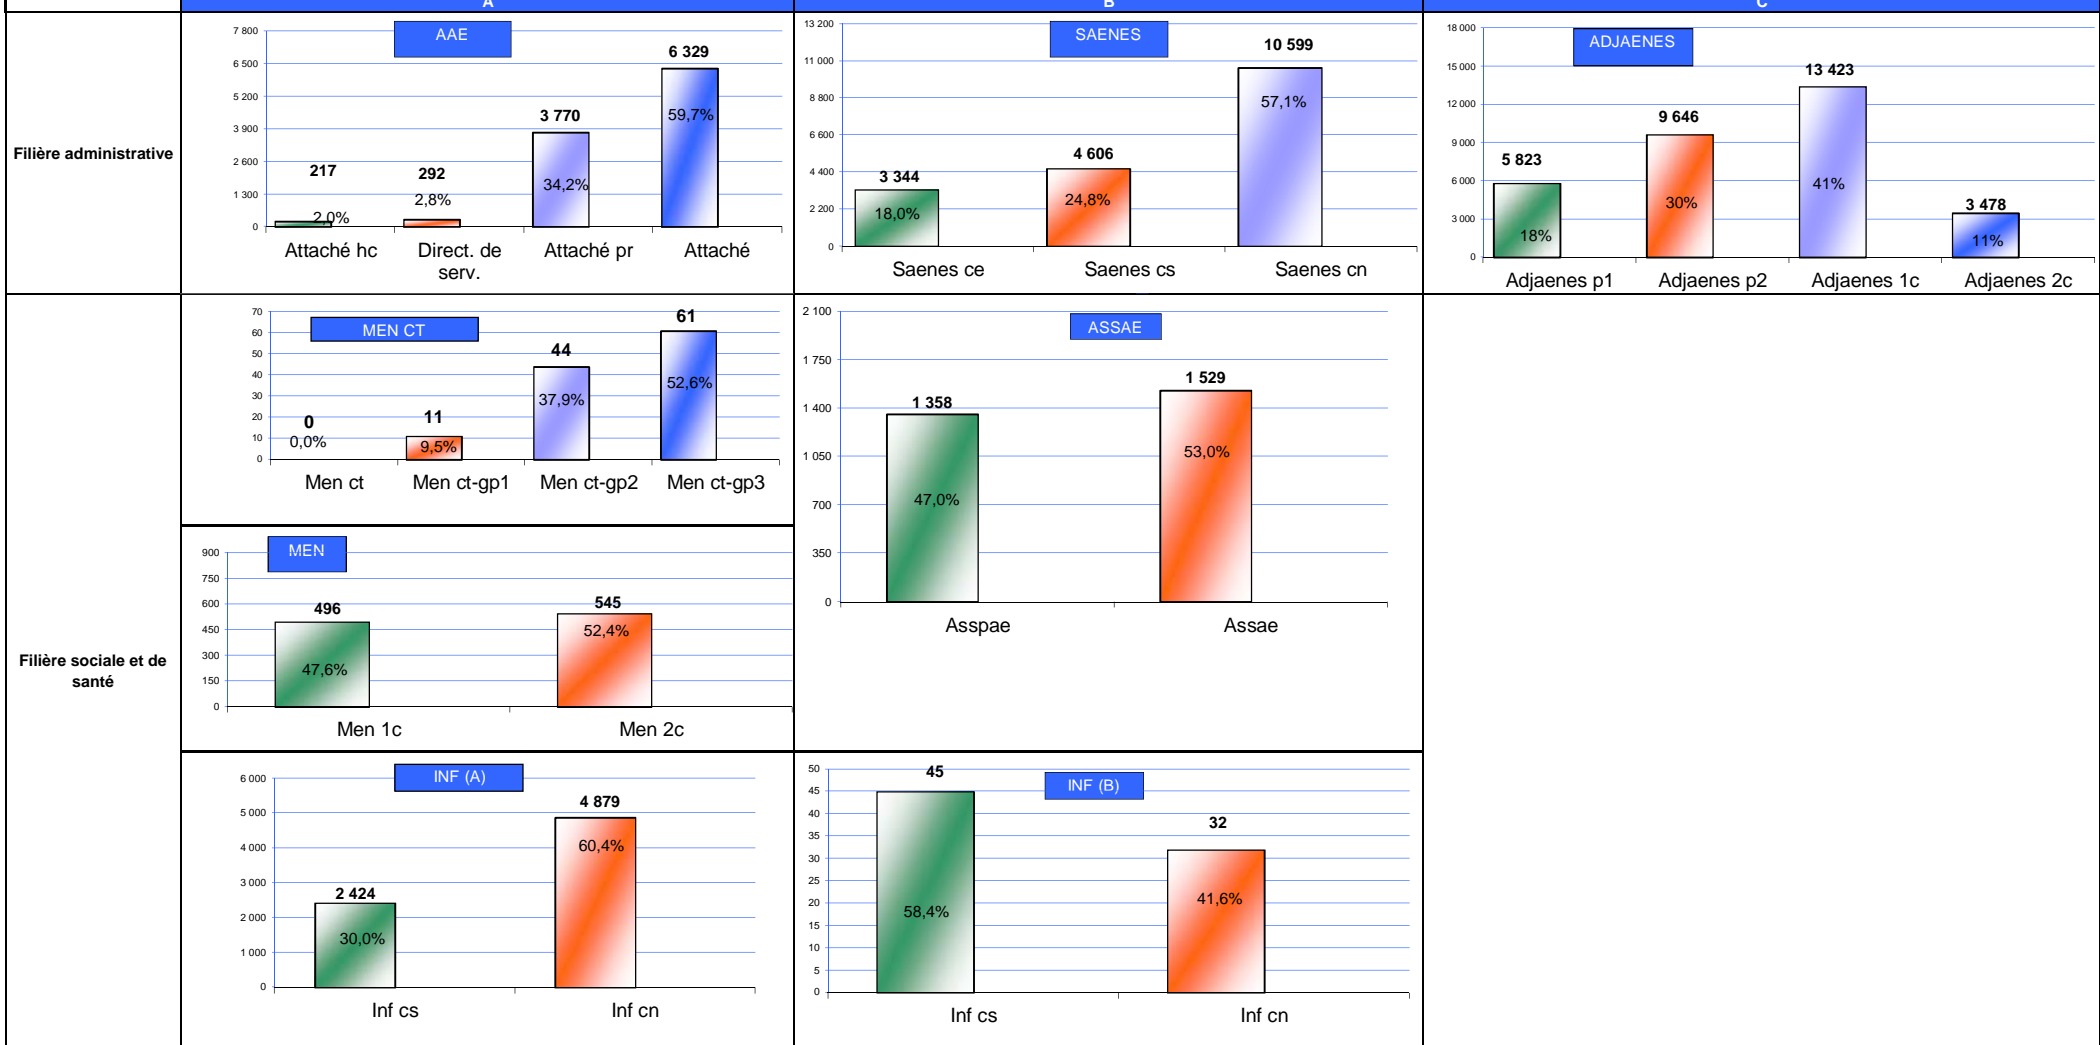 A
B
C
Filière administrative
AAE
7 800
6 500
5 200
3 900
2 600
1 300
0
217
292
3 770
6 329
2,0%
2,8%
34,2%
59,7%
Attaché hc
Direct. de
serv.
Attaché pr
Attaché
SAENES
13 200
11 000
8 800
6 600
4 400
2 200
0
3 344
4 606
10 599
18,0%
24,8%
57,1%
Saenes ce
Saenes cs
Saenes cn
ADJAENES
18 000
15 000
12 000
9 000
6 000
3 000
0
5 823
9 646
13 423
3 478
18%
30%
41%
11%
Adjaenes p1
Adjaenes p2
Adjaenes 1c
Adjaenes 2c
Filière sociale et de
santé
MEN CT
70
60
50
40
30
20
10
0
0
11
44
61
0,0%
9,5%
37,9%
52,6%
Men ct
Men ct-gp1
Men ct-gp2
Men ct-gp3
ASSAE
2 100
1 750
1 400
1 050
700
350
0
1 358
1 529
47,0%
53,0%
Asspae
Assae
MEN
900
750
600
450
300
150
0
496
545
47,6%
52,4%
Men 1c
Men 2c
INF (A)
6 000
5 000
4 000
3 000
2 000
1 000
0
2 424
4 879
30,0%
60,4%
Inf cs
Inf cn
INF (B)
50
45
40
35
30
25
20
15
10
5
0
45
32
58,4%
41,6%
Inf cs
Inf cn